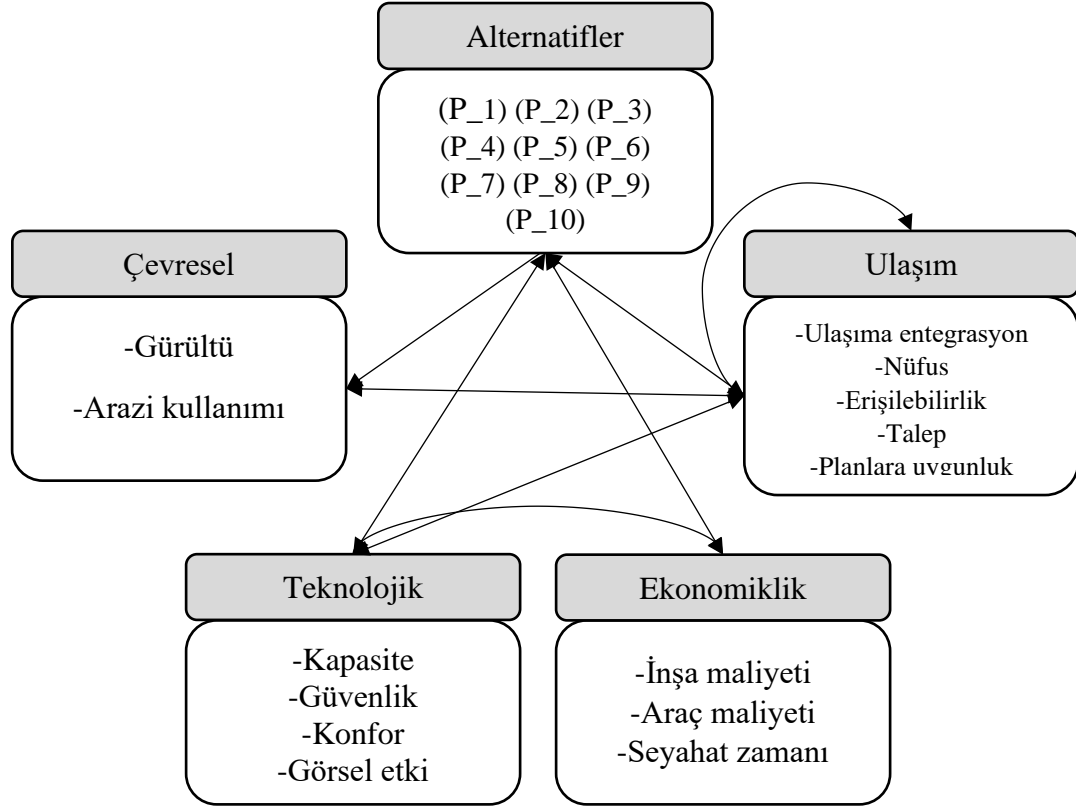 Alternatifler
(P_1) (P_2) (P_3)
(P_4) (P_5) (P_6)
(P_7) (P_8) (P_9)
(P_10)
Çevresel
-Gürültü
-Arazi kullanımı
Ulaşım
-Ulaşıma entegrasyon
-Nüfus
-Erişilebilirlik
-Talep
-Planlara uygunluk
Teknolojik
-Kapasite
-Güvenlik
-Konfor
-Görsel etki
Ekonomiklik
-İnşa maliyeti
-Araç maliyeti
-Seyahat zamanı